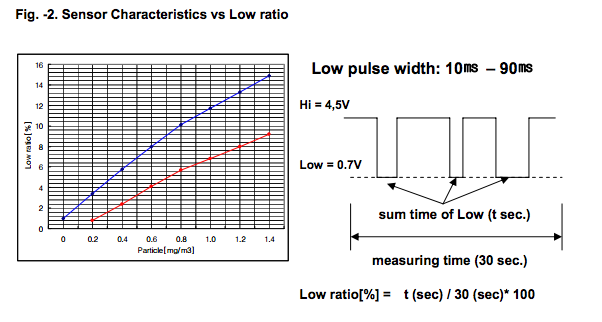 Fig. -2. Sensor Characteristics vs Low ratio
16
14
12
10
8
6
4
2
0
Low ratio [%]
0 0.2 0.4 0.6 0.8 1.0 1.2 1.4
Particle[mg/m3]
Low pulse width: 10ms – 90ms
Hi = 4,5V
Low = 0.7V
sum time of Low (t sec.)
measuring time (30 sec.)
Low ratio[%] = t (sec) / 30 (sec)* 100